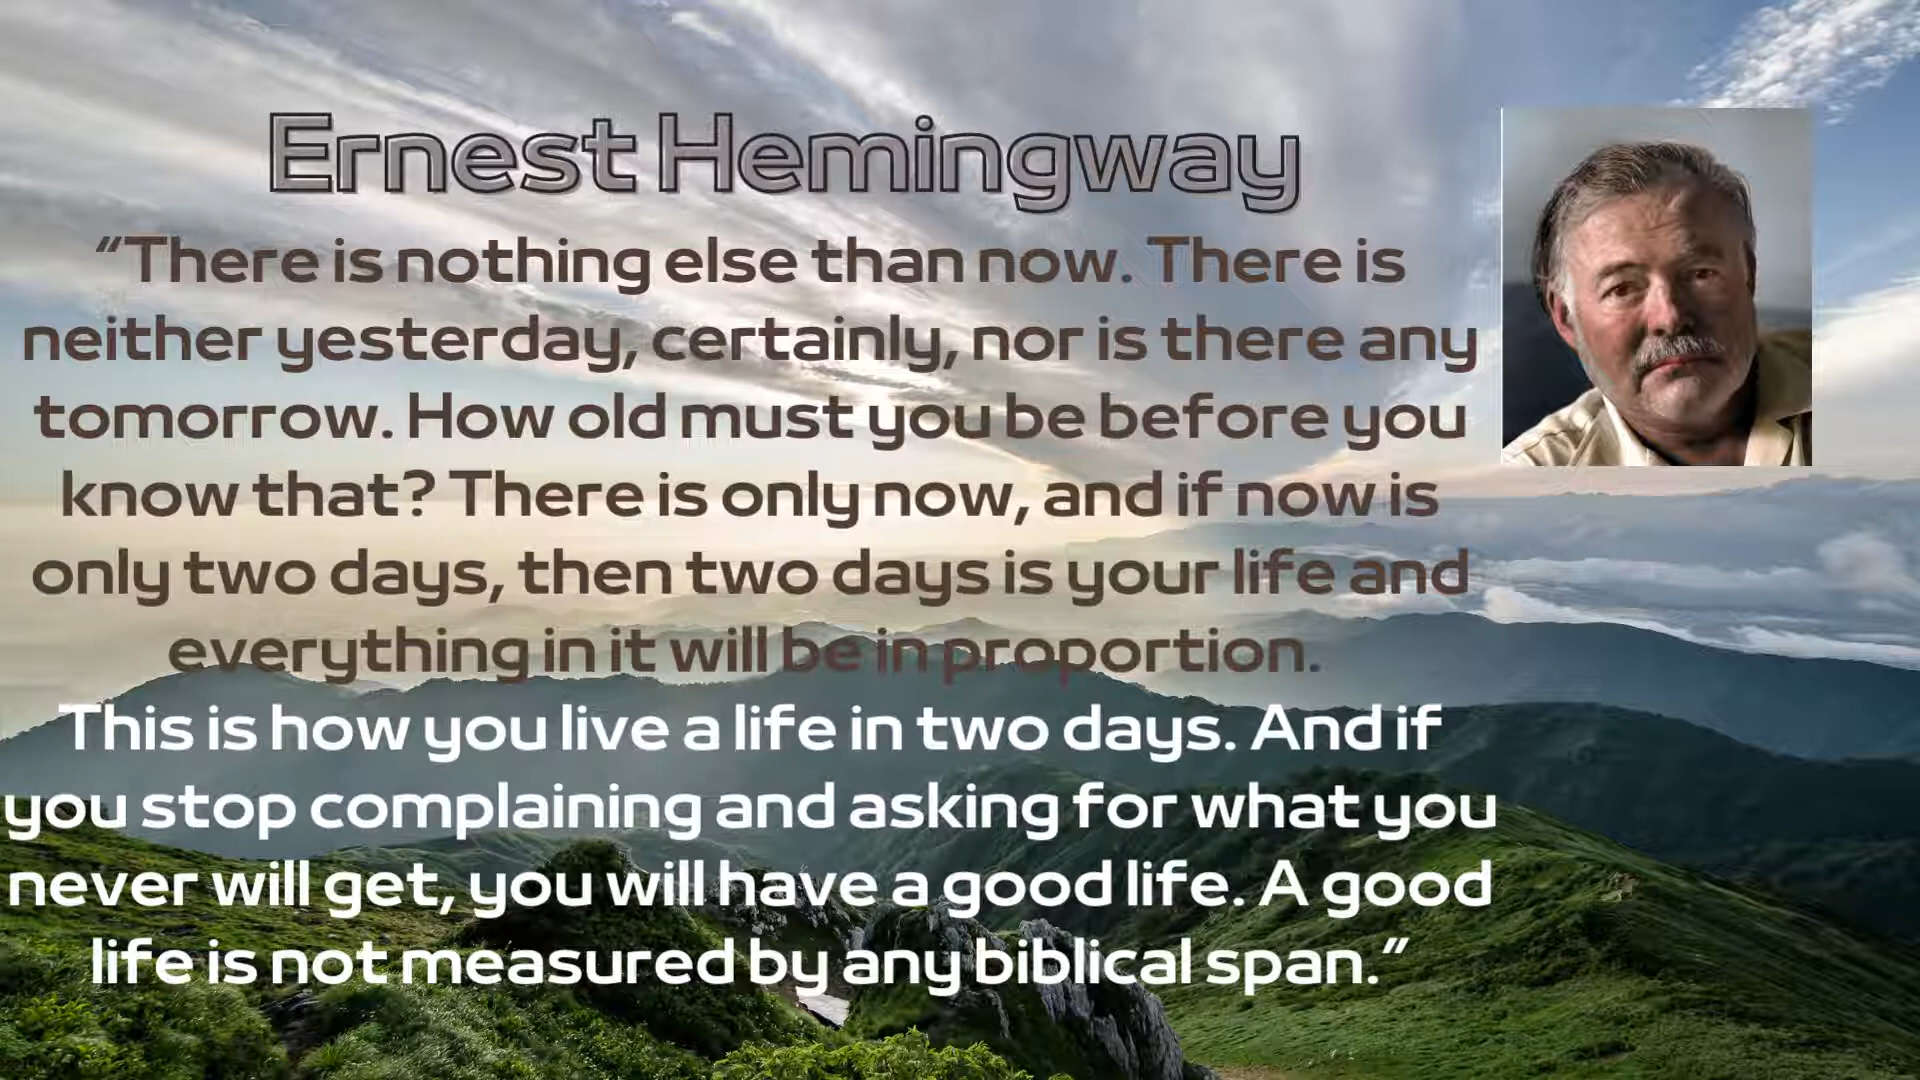 Ernest Hemingway
“There is nothing else than now. There is
neither yesterday, certainly, nor is there any
tomorrow. How old must you be before you
know that? There is only now, and if now is
only two days, then two days is your life and
everything in it will be in proportion.
This is how you live a life in two days. And if
you stop complaining and asking for what you
never will get, you will have a good life. A good
life is not measured by any biblical span.”